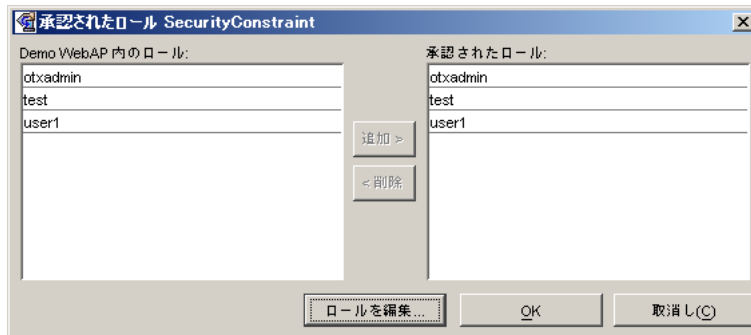 承認されたロール SecurityConstraint
Demo WebAP 内のロール:
otxadmin
test
user1
追加 >
< 削除
承認されたロール:
otxadmin
test
user1
ロールを編集...
OK
取消し(C)